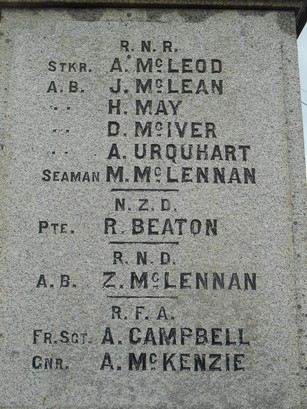 R. N. R.
STKR. A. McLEOD
A. B. J. McLEAN
" H. MAY
" D. McIVER
" A. URQUHART
SEAMAN M. McLENNAN
N. Z. D.
PTE. R. BEATON
R. N. D.
A. B. Z. McLENNAN
R. F. A.
FR. SGT. A. CAMPBELL
GNR. A. McKENZIE